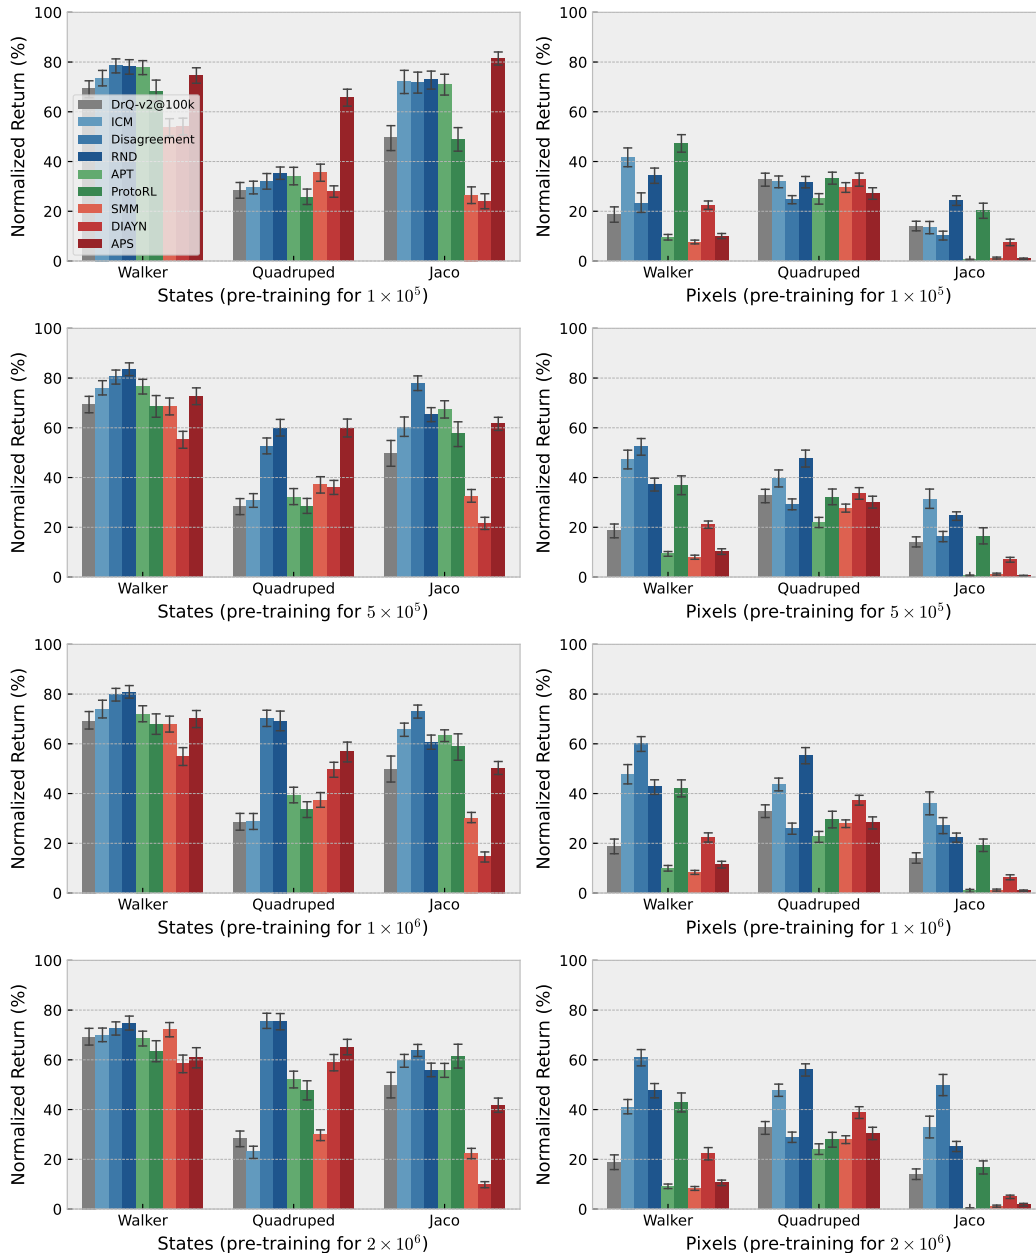 Normalized Return (%)
100
80
60
40
20
0
DrQ-v2@100k
ICM
Disagreement
RND
APT
ProtoRL
SMM
DIAYN
APS
Walker
Quadruped
Jaco
States (pre-training for 1 × 10⁵)
Normalized Return (%)
100
80
60
40
20
0
Walker
Quadruped
Jaco
Pixels (pre-training for 1 × 10⁵)
Normalized Return (%)
100
80
60
40
20
0
Walker
Quadruped
Jaco
States (pre-training for 5 × 10⁵)
Normalized Return (%)
100
80
60
40
20
0
Walker
Quadruped
Jaco
Pixels (pre-training for 5 × 10⁵)
Normalized Return (%)
100
80
60
40
20
0
Walker
Quadruped
Jaco
States (pre-training for 1 × 10⁶)
Normalized Return (%)
100
80
60
40
20
0
Walker
Quadruped
Jaco
Pixels (pre-training for 1 × 10⁶)
Normalized Return (%)
100
80
60
40
20
0
Walker
Quadruped
Jaco
States (pre-training for 2 × 10⁶)
Normalized Return (%)
100
80
60
40
20
0
Walker
Quadruped
Jaco
Pixels (pre-training for 2 × 10⁶)